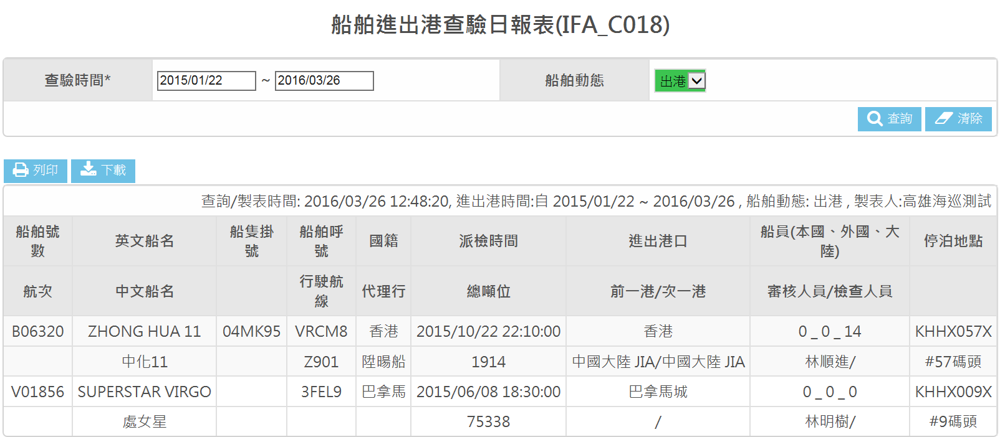 船舶進出港查驗日報表(IFA_C018)
查驗時間* 2015/01/22 ~ 2016/03/26 船舶動態 出港
查詢 清除
列印 下載
查詢/製表時間: 2016/03/26 12:48:20, 進出港時間:自 2015/01/22 ~ 2016/03/26 , 船舶動態: 出港 , 製表人:高雄海巡測試
船舶號數 英文船名 船隻掛號 船舶呼號 國籍 派檢時間 進出港口 船員(本國、外國、大陸) 停泊地點
航次 中文船名 行駛航線 代理行 總噸位 前一港/次一港 審核人員/檢查人員
B06320 ZHONG HUA 11 04MK95 VRCM8 香港 2015/10/22 22:10:00 香港 0 _ 0 _ 14 KHHX057X
中化11 Z901 陞暘船 1914 中國大陸 JIA/中國大陸 JIA 林順進/ #57碼頭
V01856 SUPERSTAR VIRGO 3FEL9 巴拿馬 2015/06/08 18:30:00 巴拿馬城 0 _ 0 _ 0 KHHX009X
處女星 75338 / 林明樹/ #9碼頭